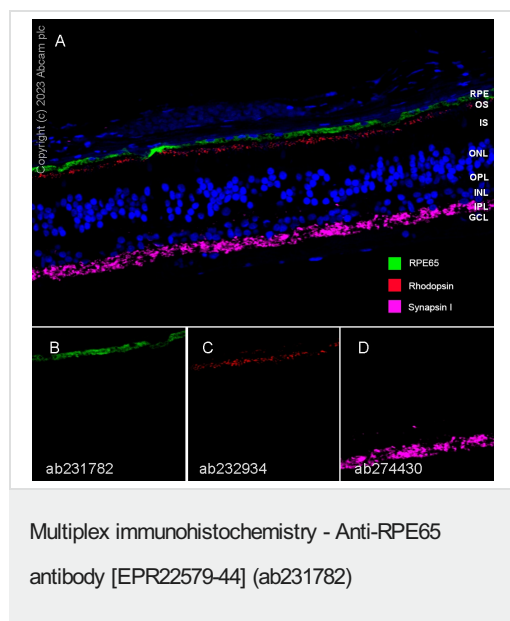 Copyright (c) 2023 Abcam plc
A
RPE
OS
IS
ONL
OPL
INL
IPL
GCL
RPE65
Rhodopsin
Synapsin I
B
ab231782
C
ab232934
D
ab274430
Multiplex immunohistochemistry - Anti-RPE65
antibody [EPR22579-44] (ab231782)